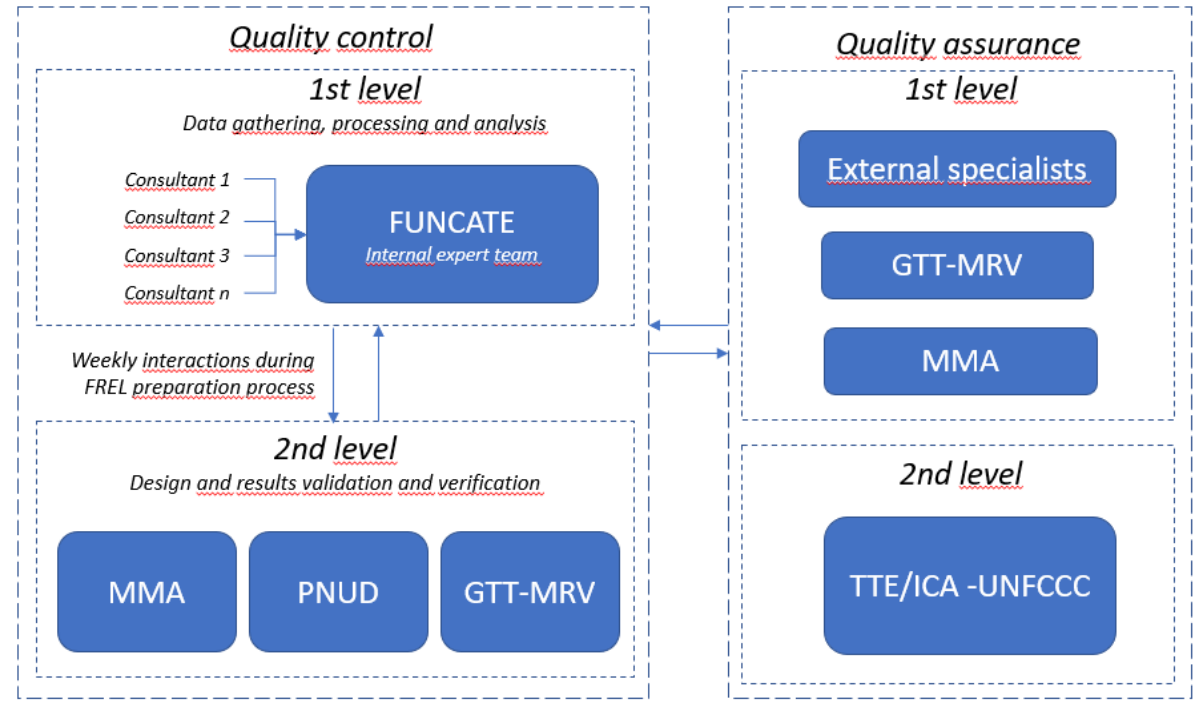 Quality control
1st level
Data gathering, processing and analysis
Consultant 1
Consultant 2
Consultant 3
Consultant n
FUNCATE
Internal expert team
Weekly interactions during
FREL preparation process
2nd level
Design and results validation and verification
MMA
PNUD
GTT-MRV
Quality assurance
1st level
External specialists
GTT-MRV
MMA
2nd level
TTE/ICA -UNFCCC